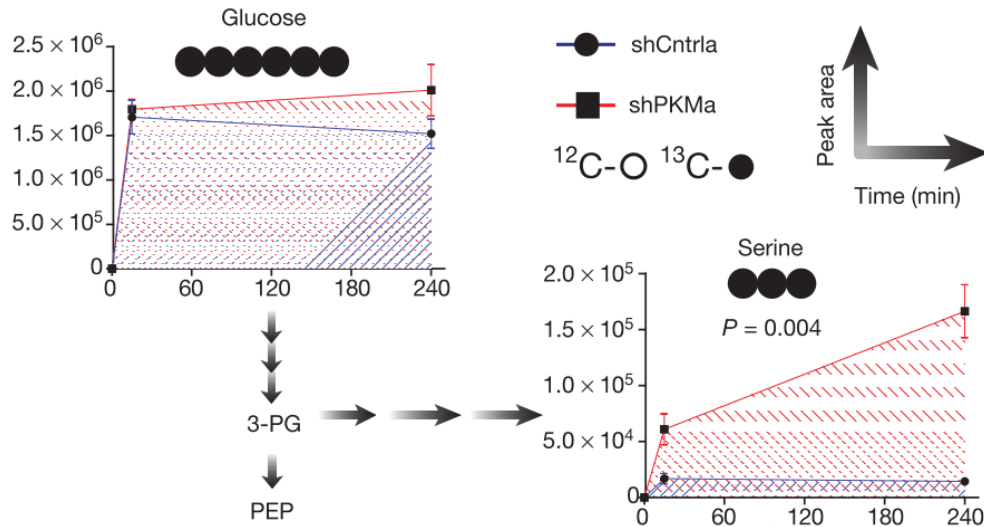 Glucose
2.5 × 10⁶
2.0 × 10⁶
1.5 × 10⁶
1.0 × 10⁶
5.0 × 10⁵
0
0 60 120 180 240
shCntrla
shPKMa
¹²C- ¹³C-
Peak area
Time (min)
3-PG
PEP
Serine
P = 0.004
2.0 × 10⁵
1.5 × 10⁵
1.0 × 10⁵
5.0 × 10⁴
0
0 60 120 180 240